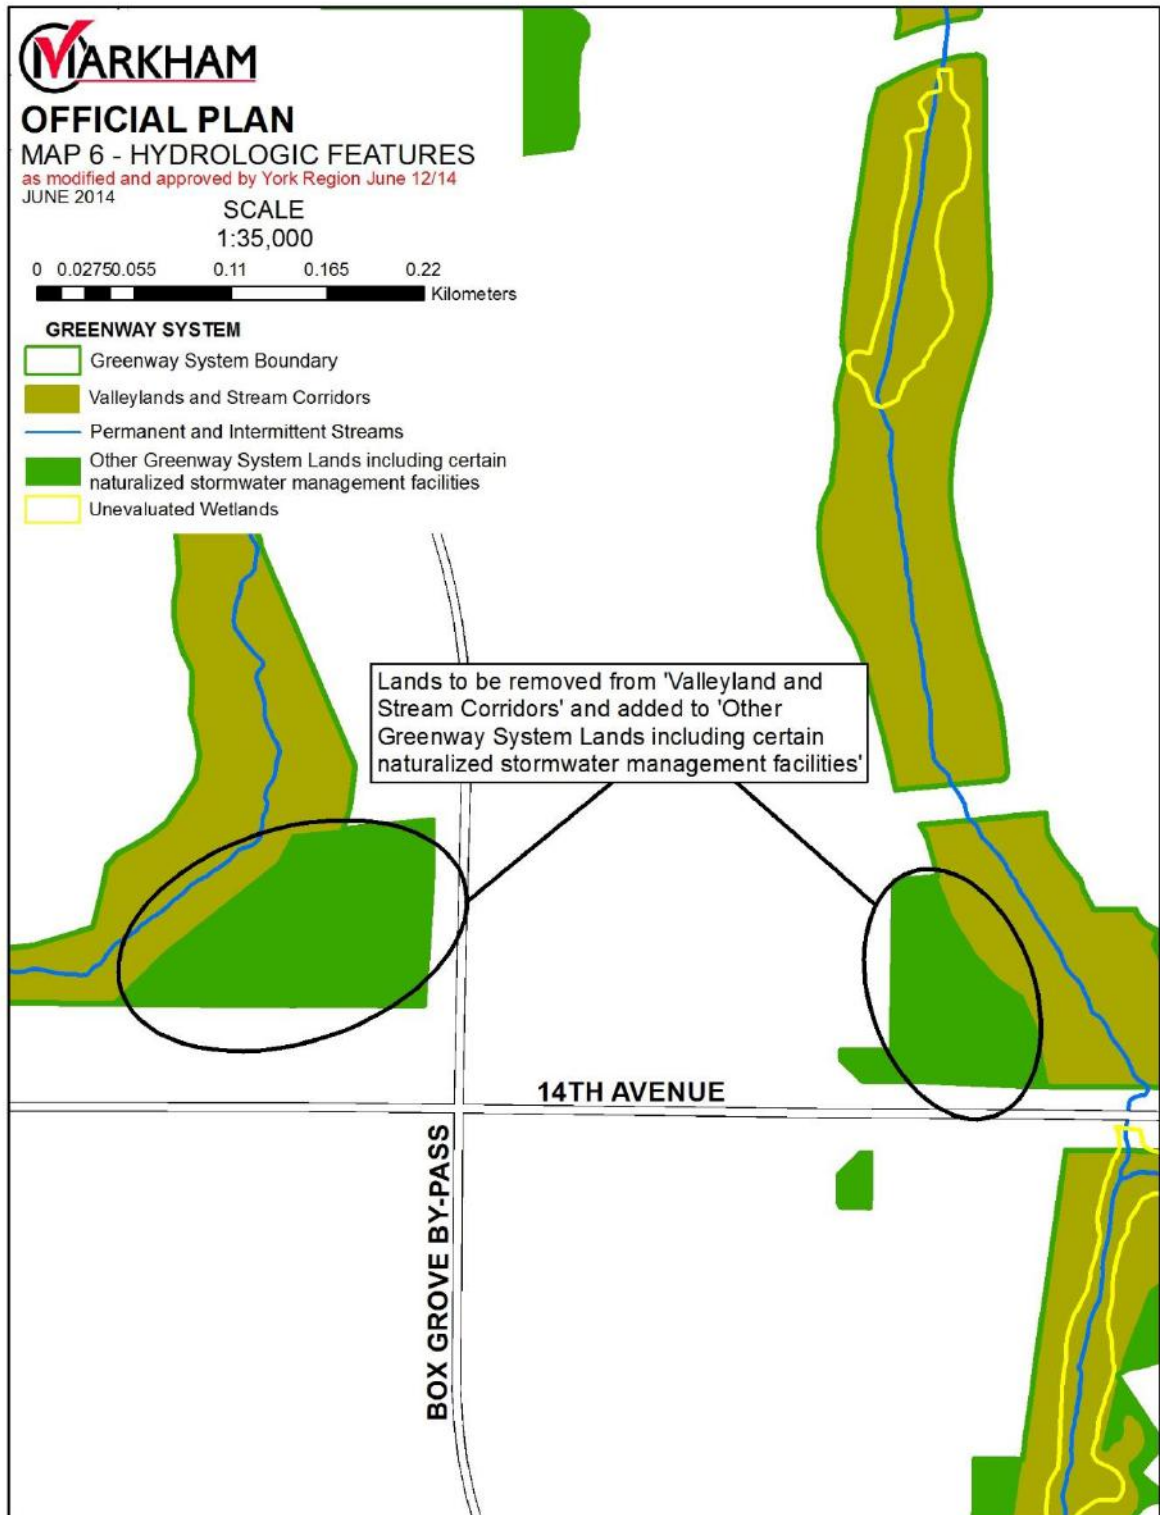 MARKHAM
OFFICIAL PLAN
MAP 6 - HYDROLOGIC FEATURES
as modified and approved by York Region June 12/14
JUNE 2014
SCALE
1:35,000
0 0.02750.055 0.11 0.165 0.22
Kilometers
GREENWAY SYSTEM
Greenway System Boundary
Valleylands and Stream Corridors
Permanent and Intermittent Streams
Other Greenway System Lands including certain
naturalized stormwater management facilities
Unevaluated Wetlands
Lands to be removed from 'Valleyland and
Stream Corridors' and added to 'Other
Greenway System Lands including certain
naturalized stormwater management facilities'
14TH AVENUE
BOX GROVE BY-PASS